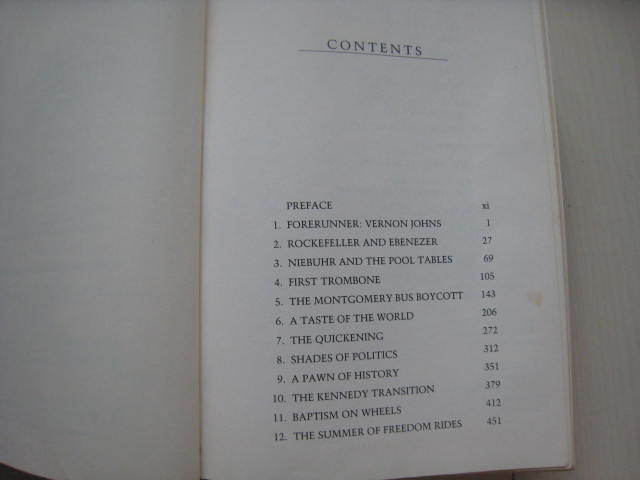 CONTENTS
PREFACE xi
1. FORERUNNER: VERNON JOHNS 1
2. ROCKEFELLER AND EBENEZER 27
3. NIEBUHR AND THE POOL TABLES 69
4. FIRST TROMBONE 105
5. THE MONTGOMERY BUS BOYCOTT 143
6. A TASTE OF THE WORLD 206
7. THE QUICKENING 272
8. SHADES OF POLITICS 312
9. A PAWN OF HISTORY 351
10. THE KENNEDY TRANSITION 379
11. BAPTISM ON WHEELS 412
12. THE SUMMER OF FREEDOM RIDES 451